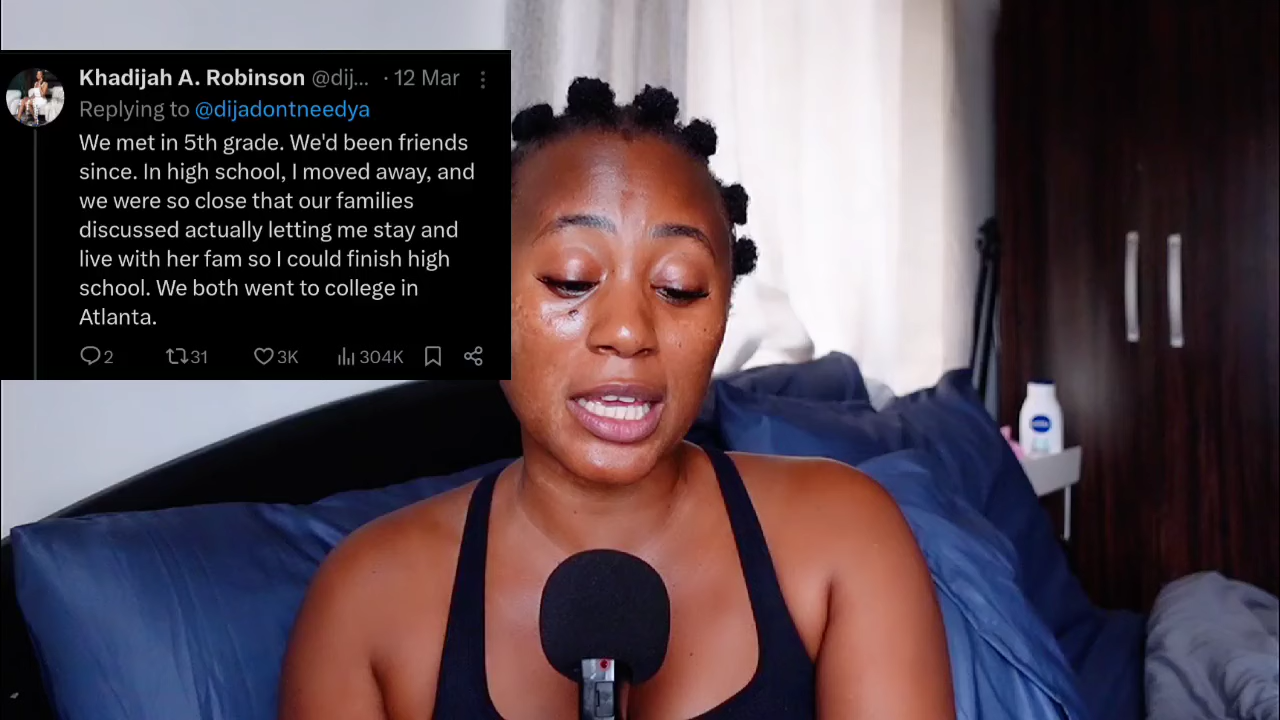 Khadijah A. Robinson @dij... · 12 Mar
Replying to @dijadontneedya
We met in 5th grade. We'd been friends
since. In high school, I moved away, and
we were so close that our families
discussed actually letting me stay and
live with her fam so I could finish high
school. We both went to college in
Atlanta.
2 31 3K 304K
NIVEA